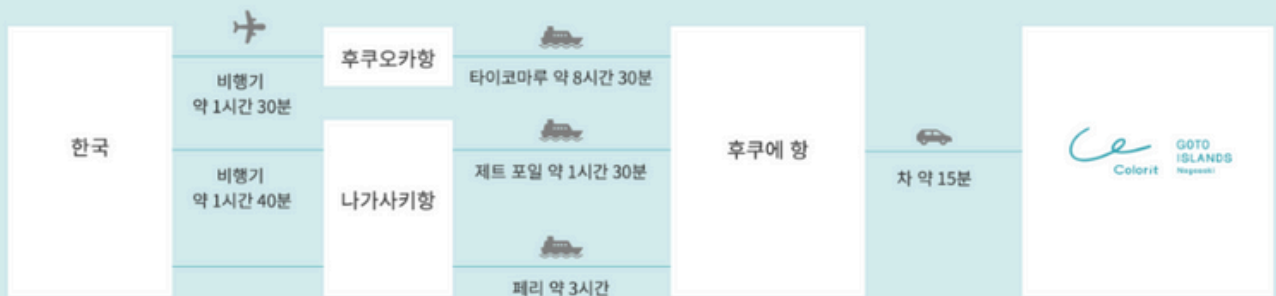 한국
비행기
약 1시간 30분
비행기
약 1시간 40분
후쿠오카항
나가사키항
타이코마루 약 8시간 30분
제트 포일 약 1시간 30분
페리 약 3시간
후쿠에 항
차 약 15분
Colorit
GOTO
ISLANDS
Nagasaki